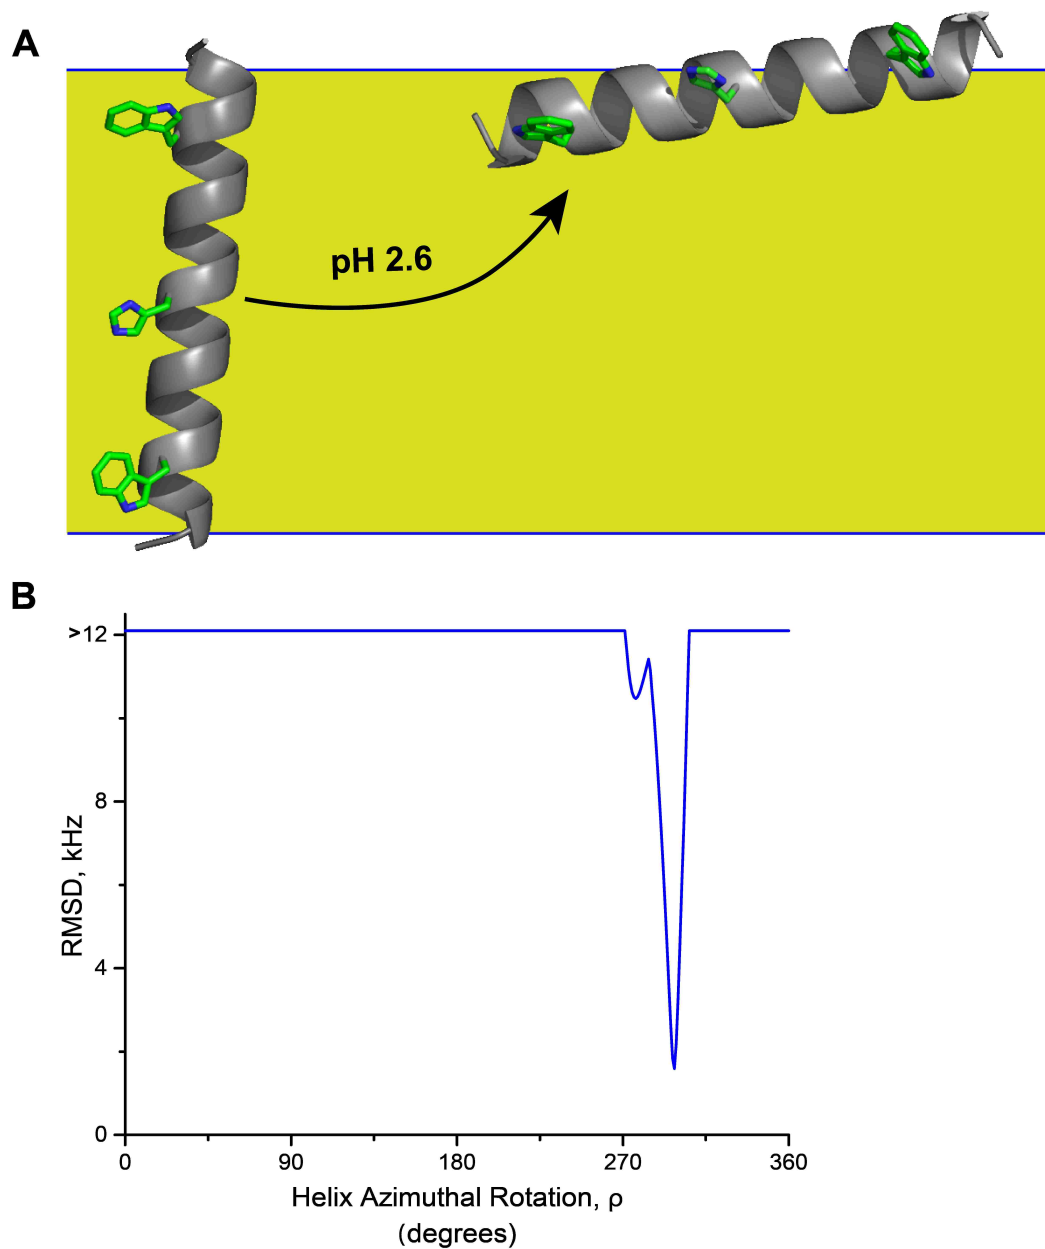 A
pH 2.6
B
>12
8
4
0
RMSD, kHz
0 90 180 270 360
Helix Azimuthal Rotation, ρ
(degrees)